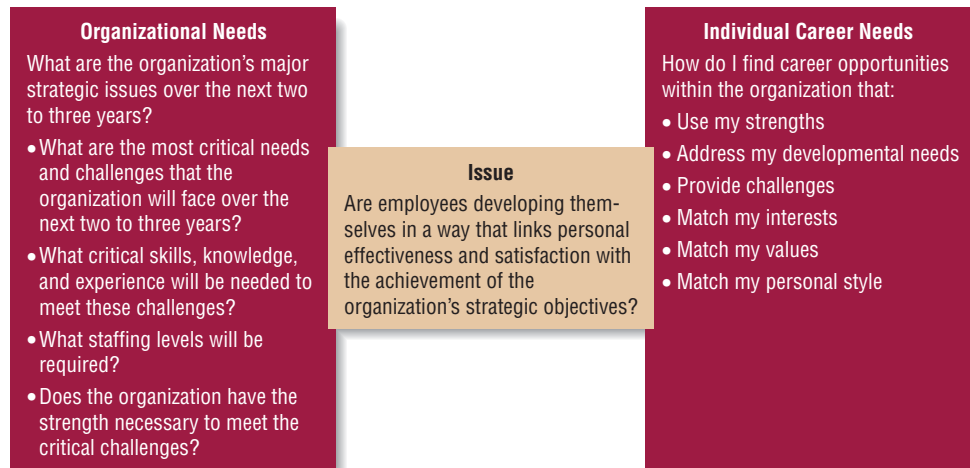 Organizational Needs
What are the organization’s major
strategic issues over the next two
to three years?
• What are the most critical needs
and challenges that the
organization will face over the
next two to three years?
• What critical skills, knowledge,
and experience will be needed to
meet these challenges?
• What staffing levels will be
required?
• Does the organization have the
strength necessary to meet the
critical challenges?
Issue
Are employees developing them-
selves in a way that links personal
effectiveness and satisfaction with
the achievement of the
organization’s strategic objectives?
Individual Career Needs
How do I find career opportunities
within the organization that:
• Use my strengths
• Address my developmental needs
• Provide challenges
• Match my interests
• Match my values
• Match my personal style